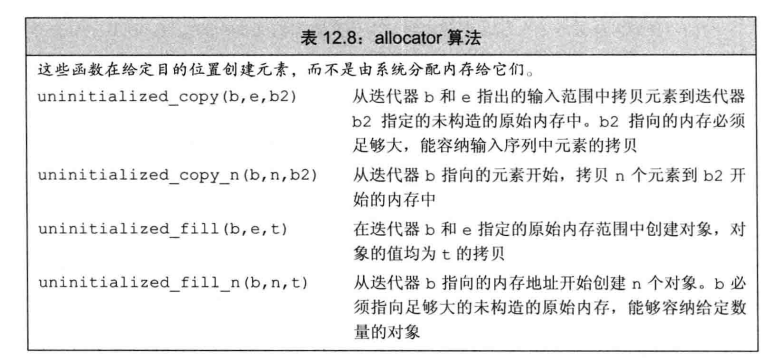 表 12.8：allocator 算法
这些函数在给定目的位置创建元素，而不是由系统分配内存给它们。
uninitialized_copy(b,e,b2) 从迭代器 b 和 e 指出的输入范围中拷贝元素到迭代器
b2 指定的未构造的原始内存中。b2 指向的内存必须
足够大，能容纳输入序列中元素的拷贝
uninitialized_copy_n(b,n,b2) 从迭代器 b 指向的元素开始，拷贝 n 个元素到 b2 开
始的内存中
uninitialized_fill(b,e,t) 在迭代器 b 和 e 指定的原始内存范围中创建对象，对
象的值均为 t 的拷贝
uninitialized_fill_n(b,n,t) 从迭代器 b 指向的内存地址开始创建 n 个对象。b 必
须指向足够大的未构造的原始内存，能够容纳给定数
量的对象